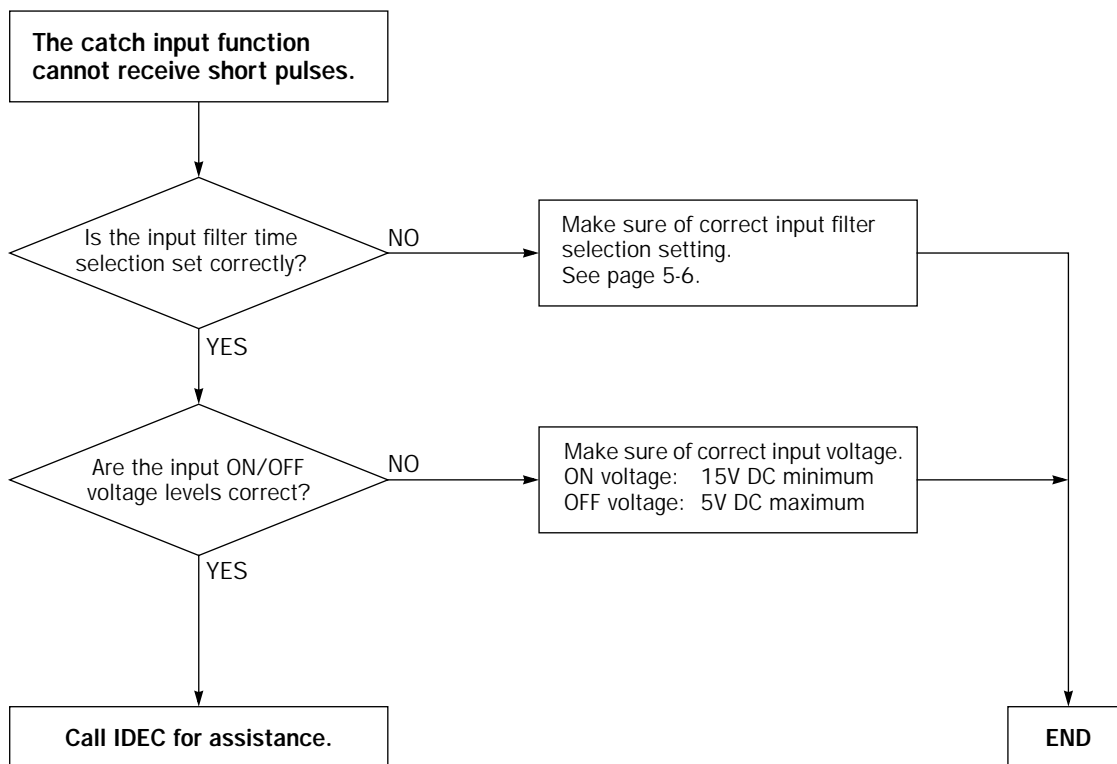 The catch input function
cannot receive short pulses.
Is the input filter time
selection set correctly?
NO
Make sure of correct input filter
selection setting.
See page 5-6.
YES
Are the input ON/OFF
voltage levels correct?
NO
Make sure of correct input voltage.
ON voltage: 15V DC minimum
OFF voltage: 5V DC maximum
YES
Call IDEC for assistance.
END